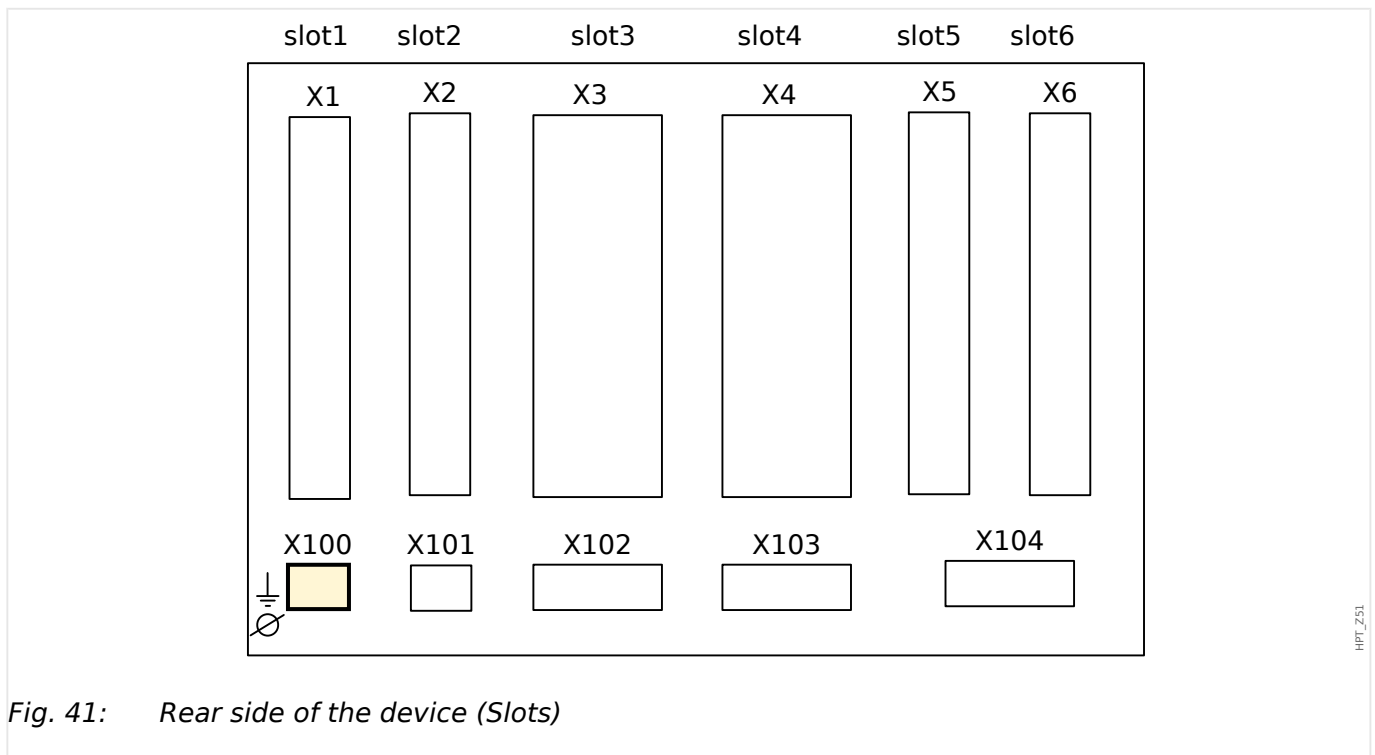 slot1 slot2 slot3 slot4 slot5 slot6
X1 X2 X3 X4 X5 X6
X100 X101 X102 X103 X104
HPT_Z51
Fig. 41: Rear side of the device (Slots)